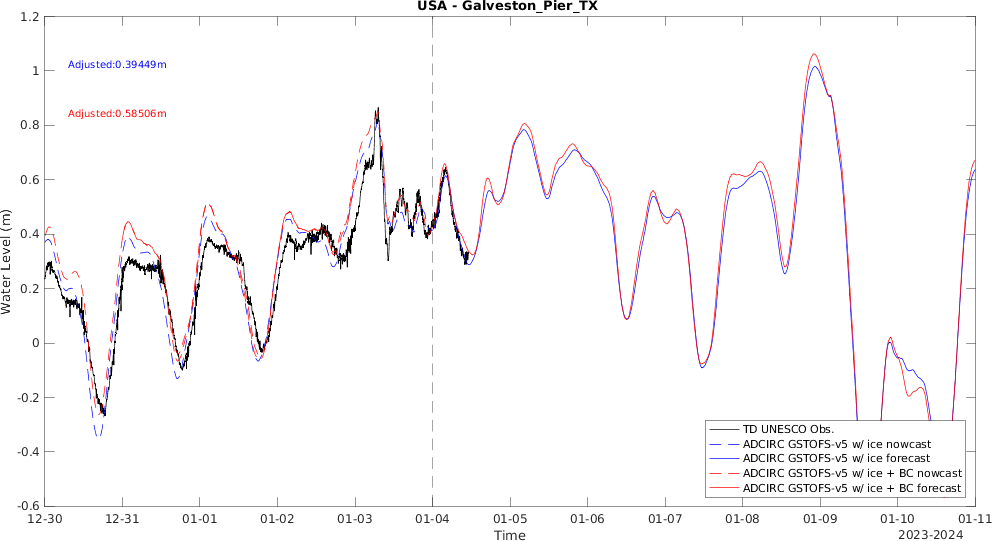 USA - Galveston_Pier_TX
1.2
1
0.8
0.6
0.4
0.2
0
-0.2
-0.4
-0.6
Water Level (m)
Adjusted:0.39449m
Adjusted:0.58506m
TD UNESCO Obs.
ADCIRC GSTOFS-v5 w/ ice nowcast
ADCIRC GSTOFS-v5 w/ ice forecast
ADCIRC GSTOFS-v5 w/ ice + BC nowcast
ADCIRC GSTOFS-v5 w/ ice + BC forecast
12-30 12-31 01-01 01-02 01-03 01-04 01-05 01-06 01-07 01-08 01-09 01-10 01-11
Time
2023-2024